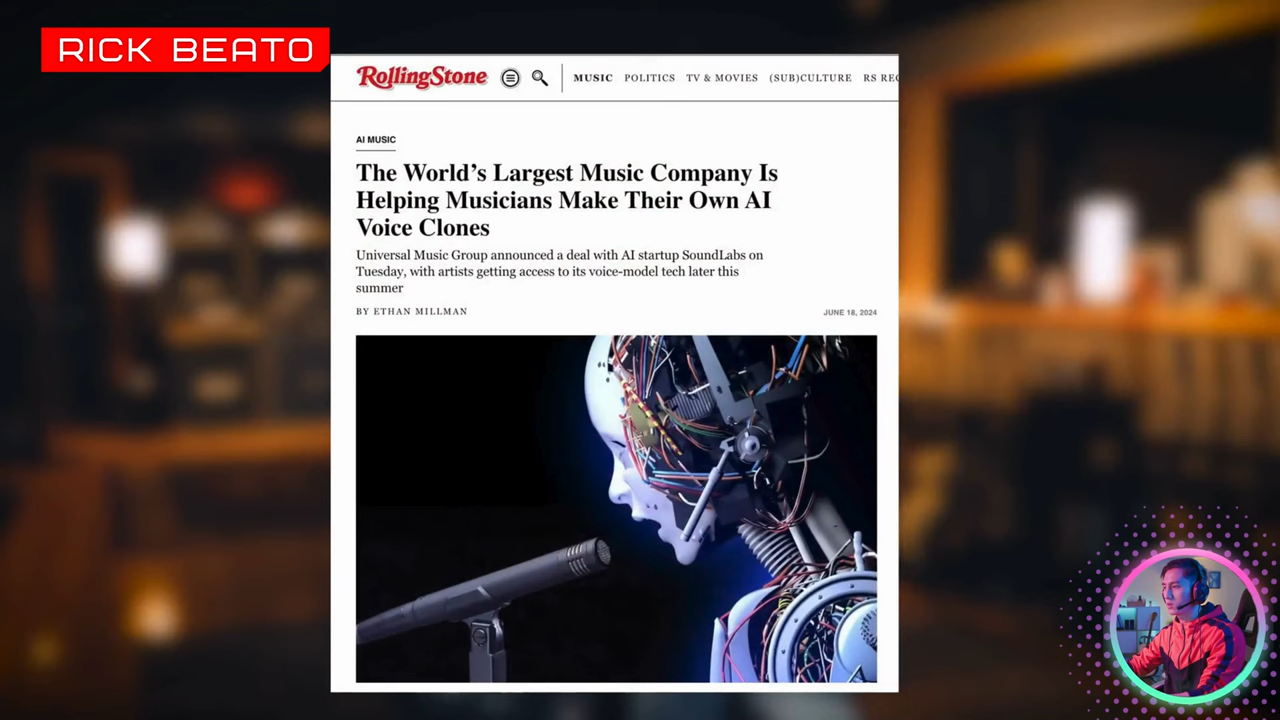 RICK BEATO
RollingStone
MUSIC POLITICS TV & MOVIES (SUB)CULTURE RS
AI MUSIC
The World's Largest Music Company Is
Helping Musicians Make Their Own AI
Voice Clones
Universal Music Group announced a deal with AI startup SoundLabs on
Tuesday, with artists getting access to its voice-model tech later this
summer
BY ETHAN MILLMAN
JUNE 18, 2024